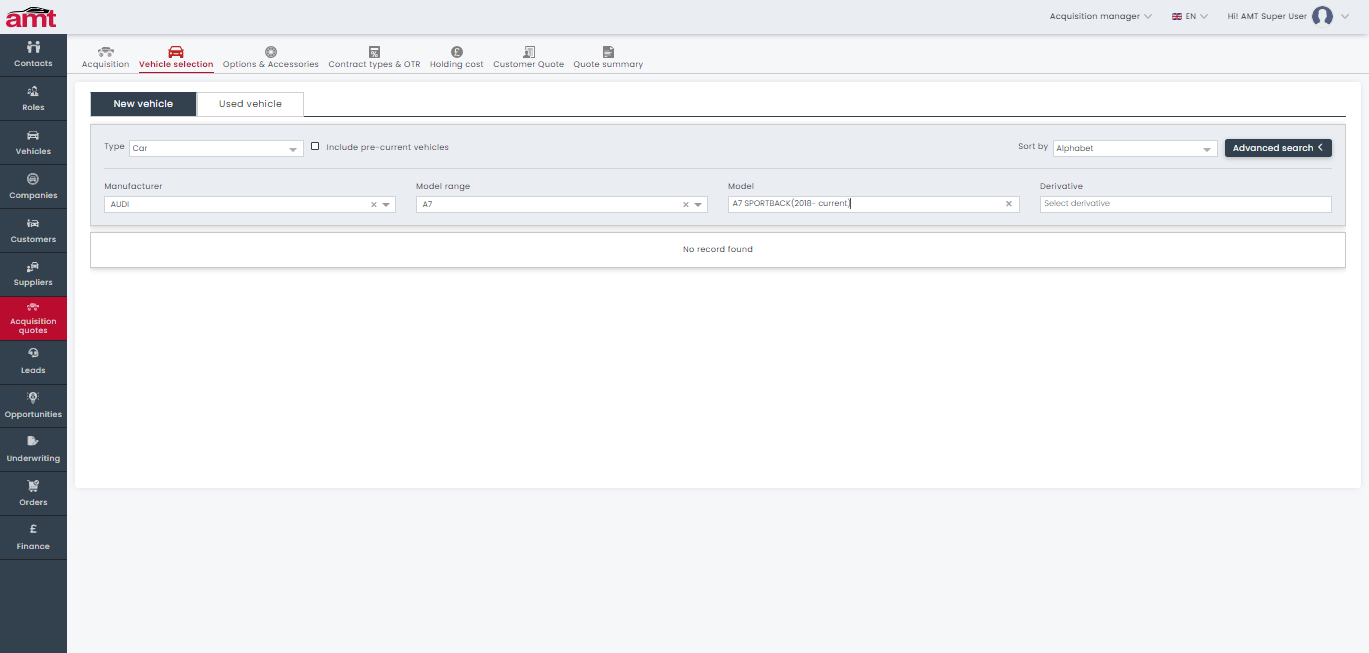 amt
Acquisition manager
EN
Hi! AMT Super User
Contacts
Roles
Vehicles
Companies
Customers
Suppliers
Acquisition
quotes
Leads
Opportunities
Underwriting
Orders
£
Finance
Acquisition
Vehicle selection
Options & Accessories
Contract types & OTR
Holding cost
Customer Quote
Quote summary
New vehicle
Used vehicle
Type
Car
Include pre-current vehicles
Sort by
Alphabet
Advanced search
Manufacturer
Model range
Model
Derivative
AUDI
A7
A7 SPORTBACK(2018- current)
Select derivative
No record found